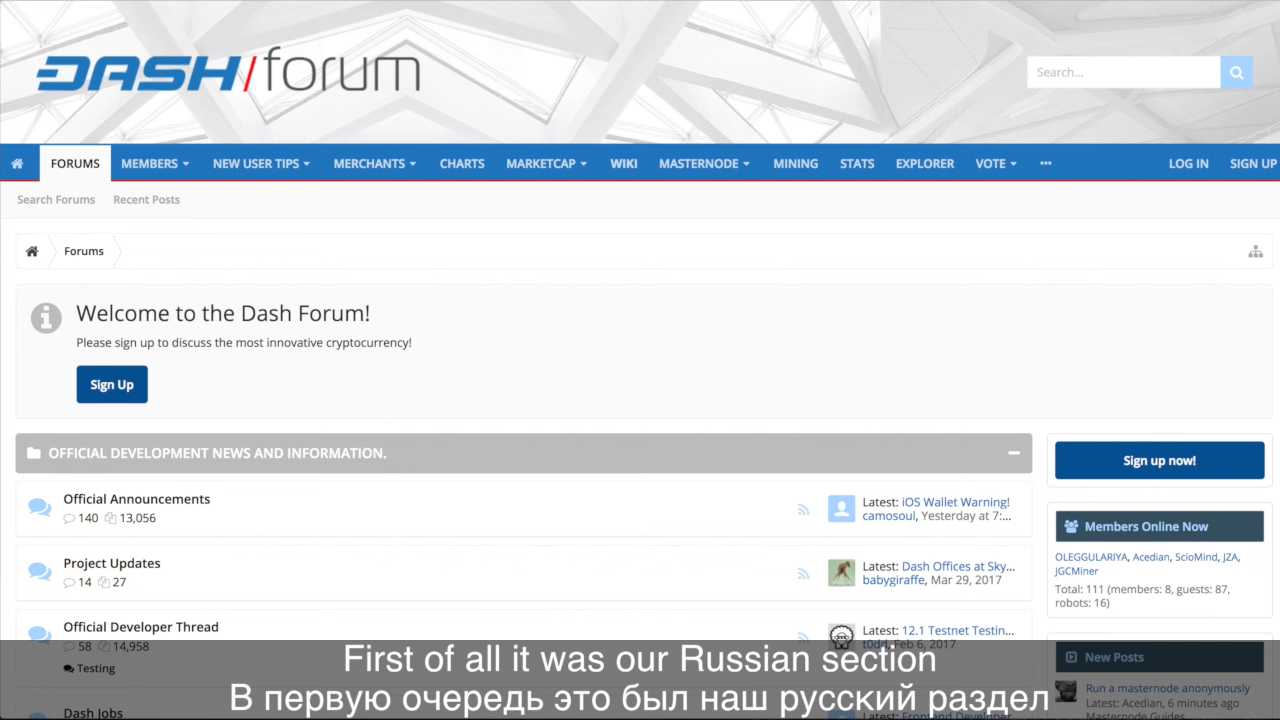 DASH/forum
Search...
FORUMS MEMBERS NEW USER TIPS MERCHANTS CHARTS MARKETCAP WIKI MASTERNODE MINING STATS EXPLORER VOTE ••• LOG IN SIGN UP
Search Forums Recent Posts
Forums
Welcome to the Dash Forum!
Please sign up to discuss the most innovative cryptocurrency!
Sign Up
OFFICIAL DEVELOPMENT NEWS AND INFORMATION.
Official Announcements
140 13,056
Latest: iOS Wallet Warning!
camosoul, Yesterday at 7:...
Project Updates
14 27
Latest: Dash Offices at Sky...
babygiraffe, Mar 29, 2017
Official Developer Thread
58 14,958
Testing
Latest: 12.1 Testnet Testin...
t0dd, Feb 6, 2017
Dash Jobs
Latest: Frontend Developer
Sign up now!
Members Online Now
OLEGGULARIYA, Acedian, ScioMind, JZA,
JGCMiner
Total: 111 (members: 8, guests: 87,
robots: 16)
New Posts
Run a masternode anonymously
Latest: Acedian, 6 minutes ago
Masternode Guides
First of all it was our Russian section
В первую очередь это был наш русский раздел